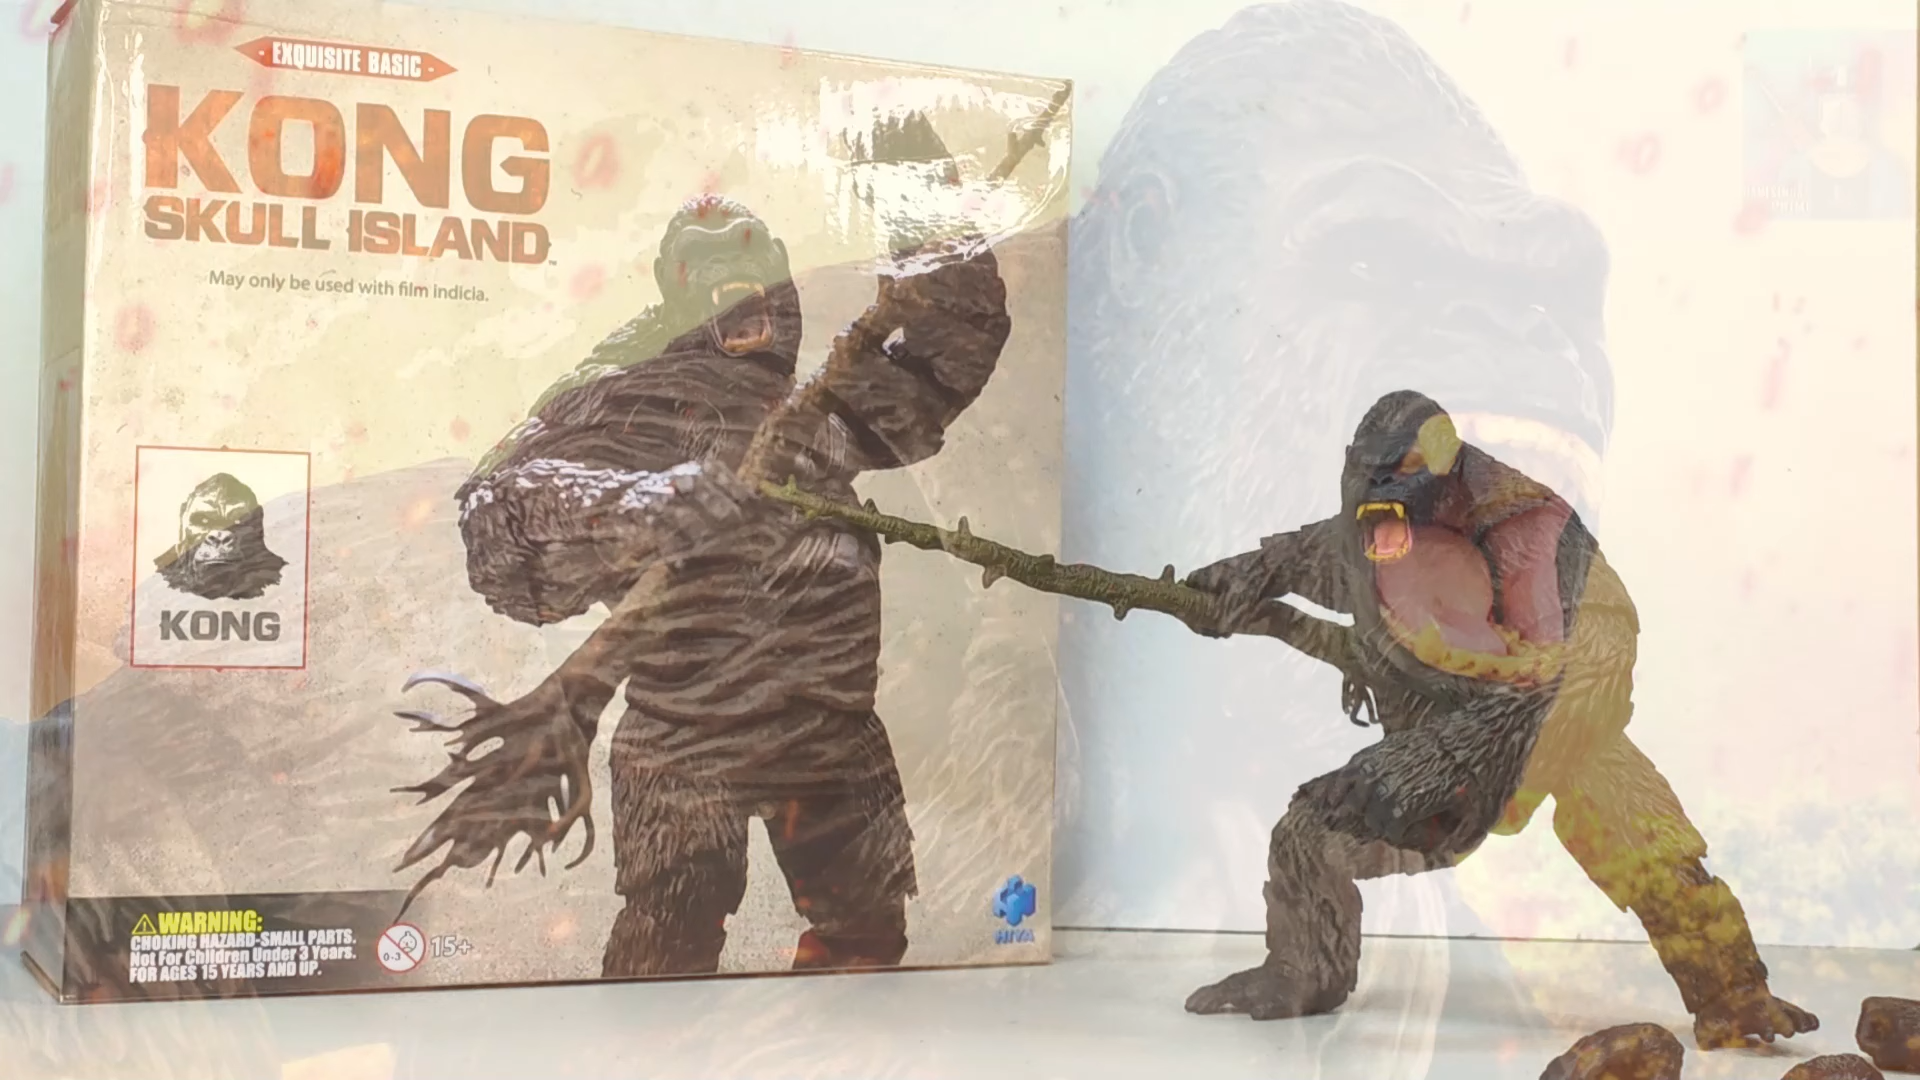 EXQUISITE BASIC
KONG
SKULL ISLAND
May only be used with film indicia.
KONG
WARNING:
CHOKING HAZARD-SMALL PARTS.
Not For Children Under 3 Years.
FOR AGES 15 YEARS AND UP.
0-3
15+
HIYA